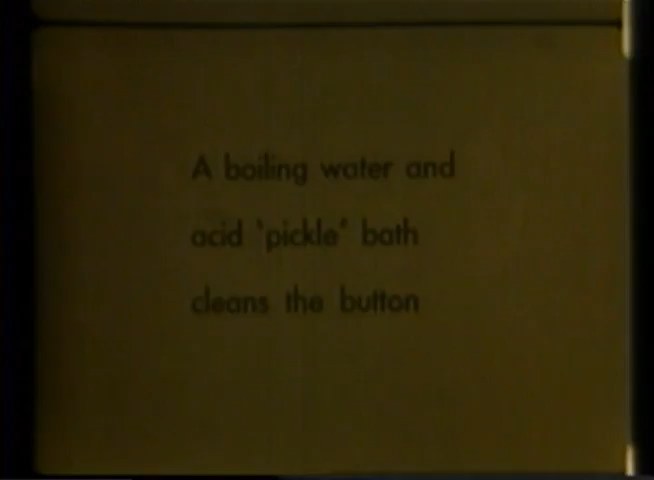 A boiling water and
acid 'pickle' bath
cleans the button